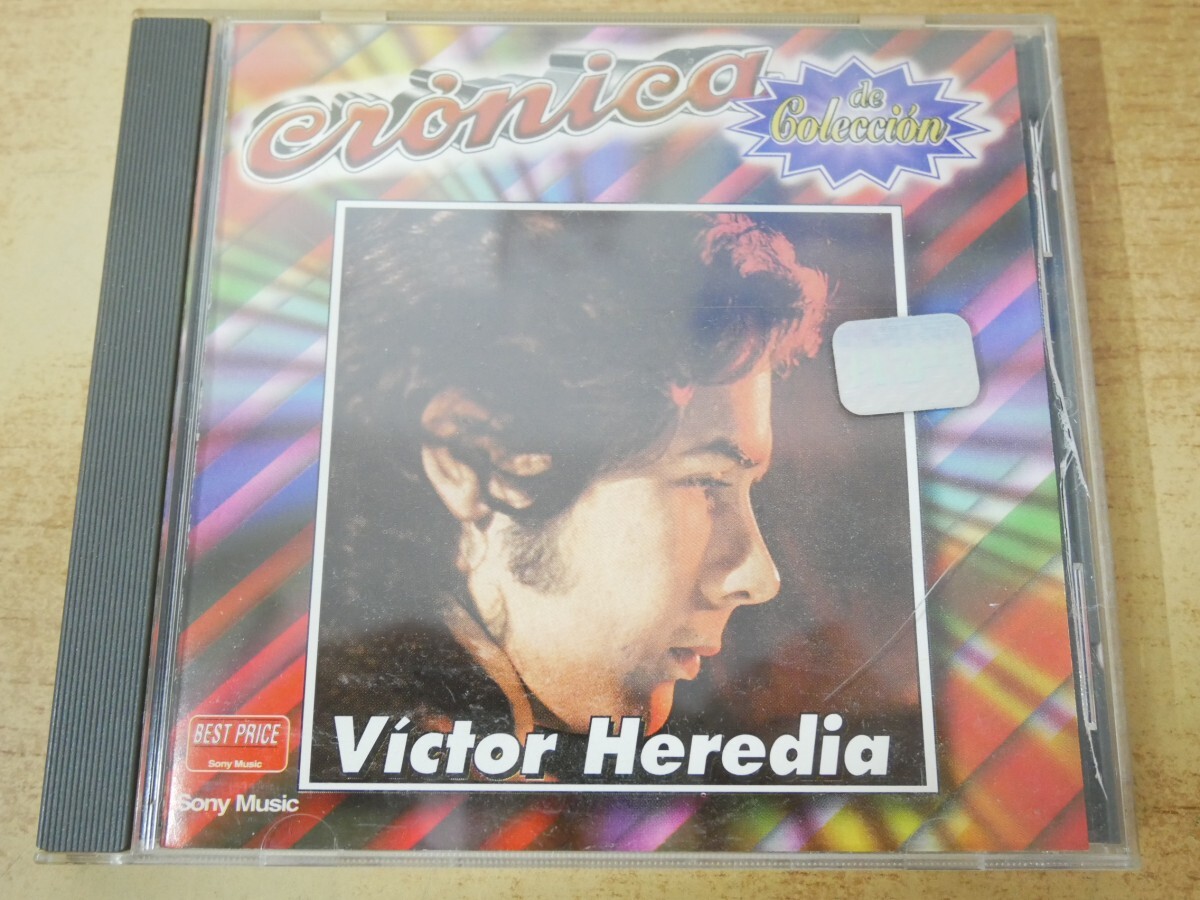 crónica
de
Colección
Víctor Heredia
BEST PRICE
Sony Music
Sony Music